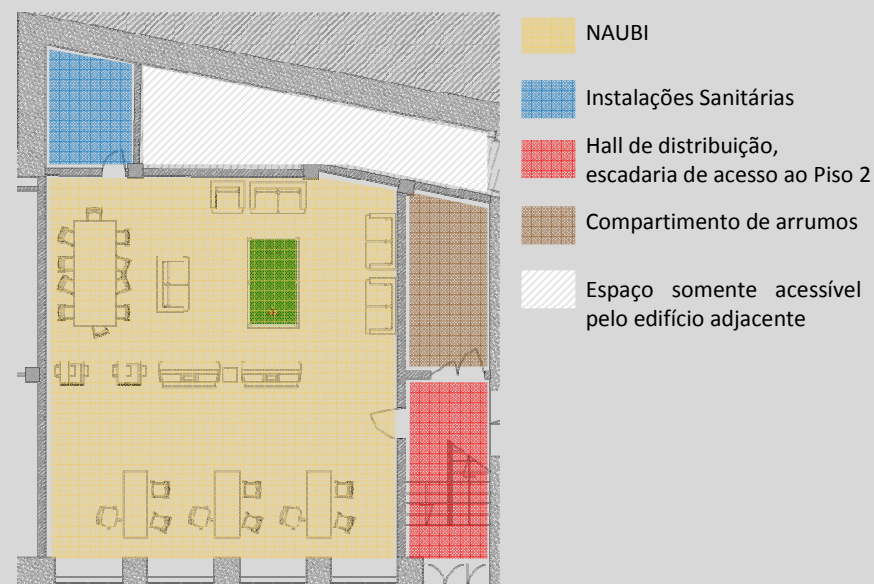 NAUBI
Instalações Sanitárias
Hall de distribuição,
escadaria de acesso ao Piso 2
Compartimento de arrumos
Espaço somente acessível
pelo edifício adjacente